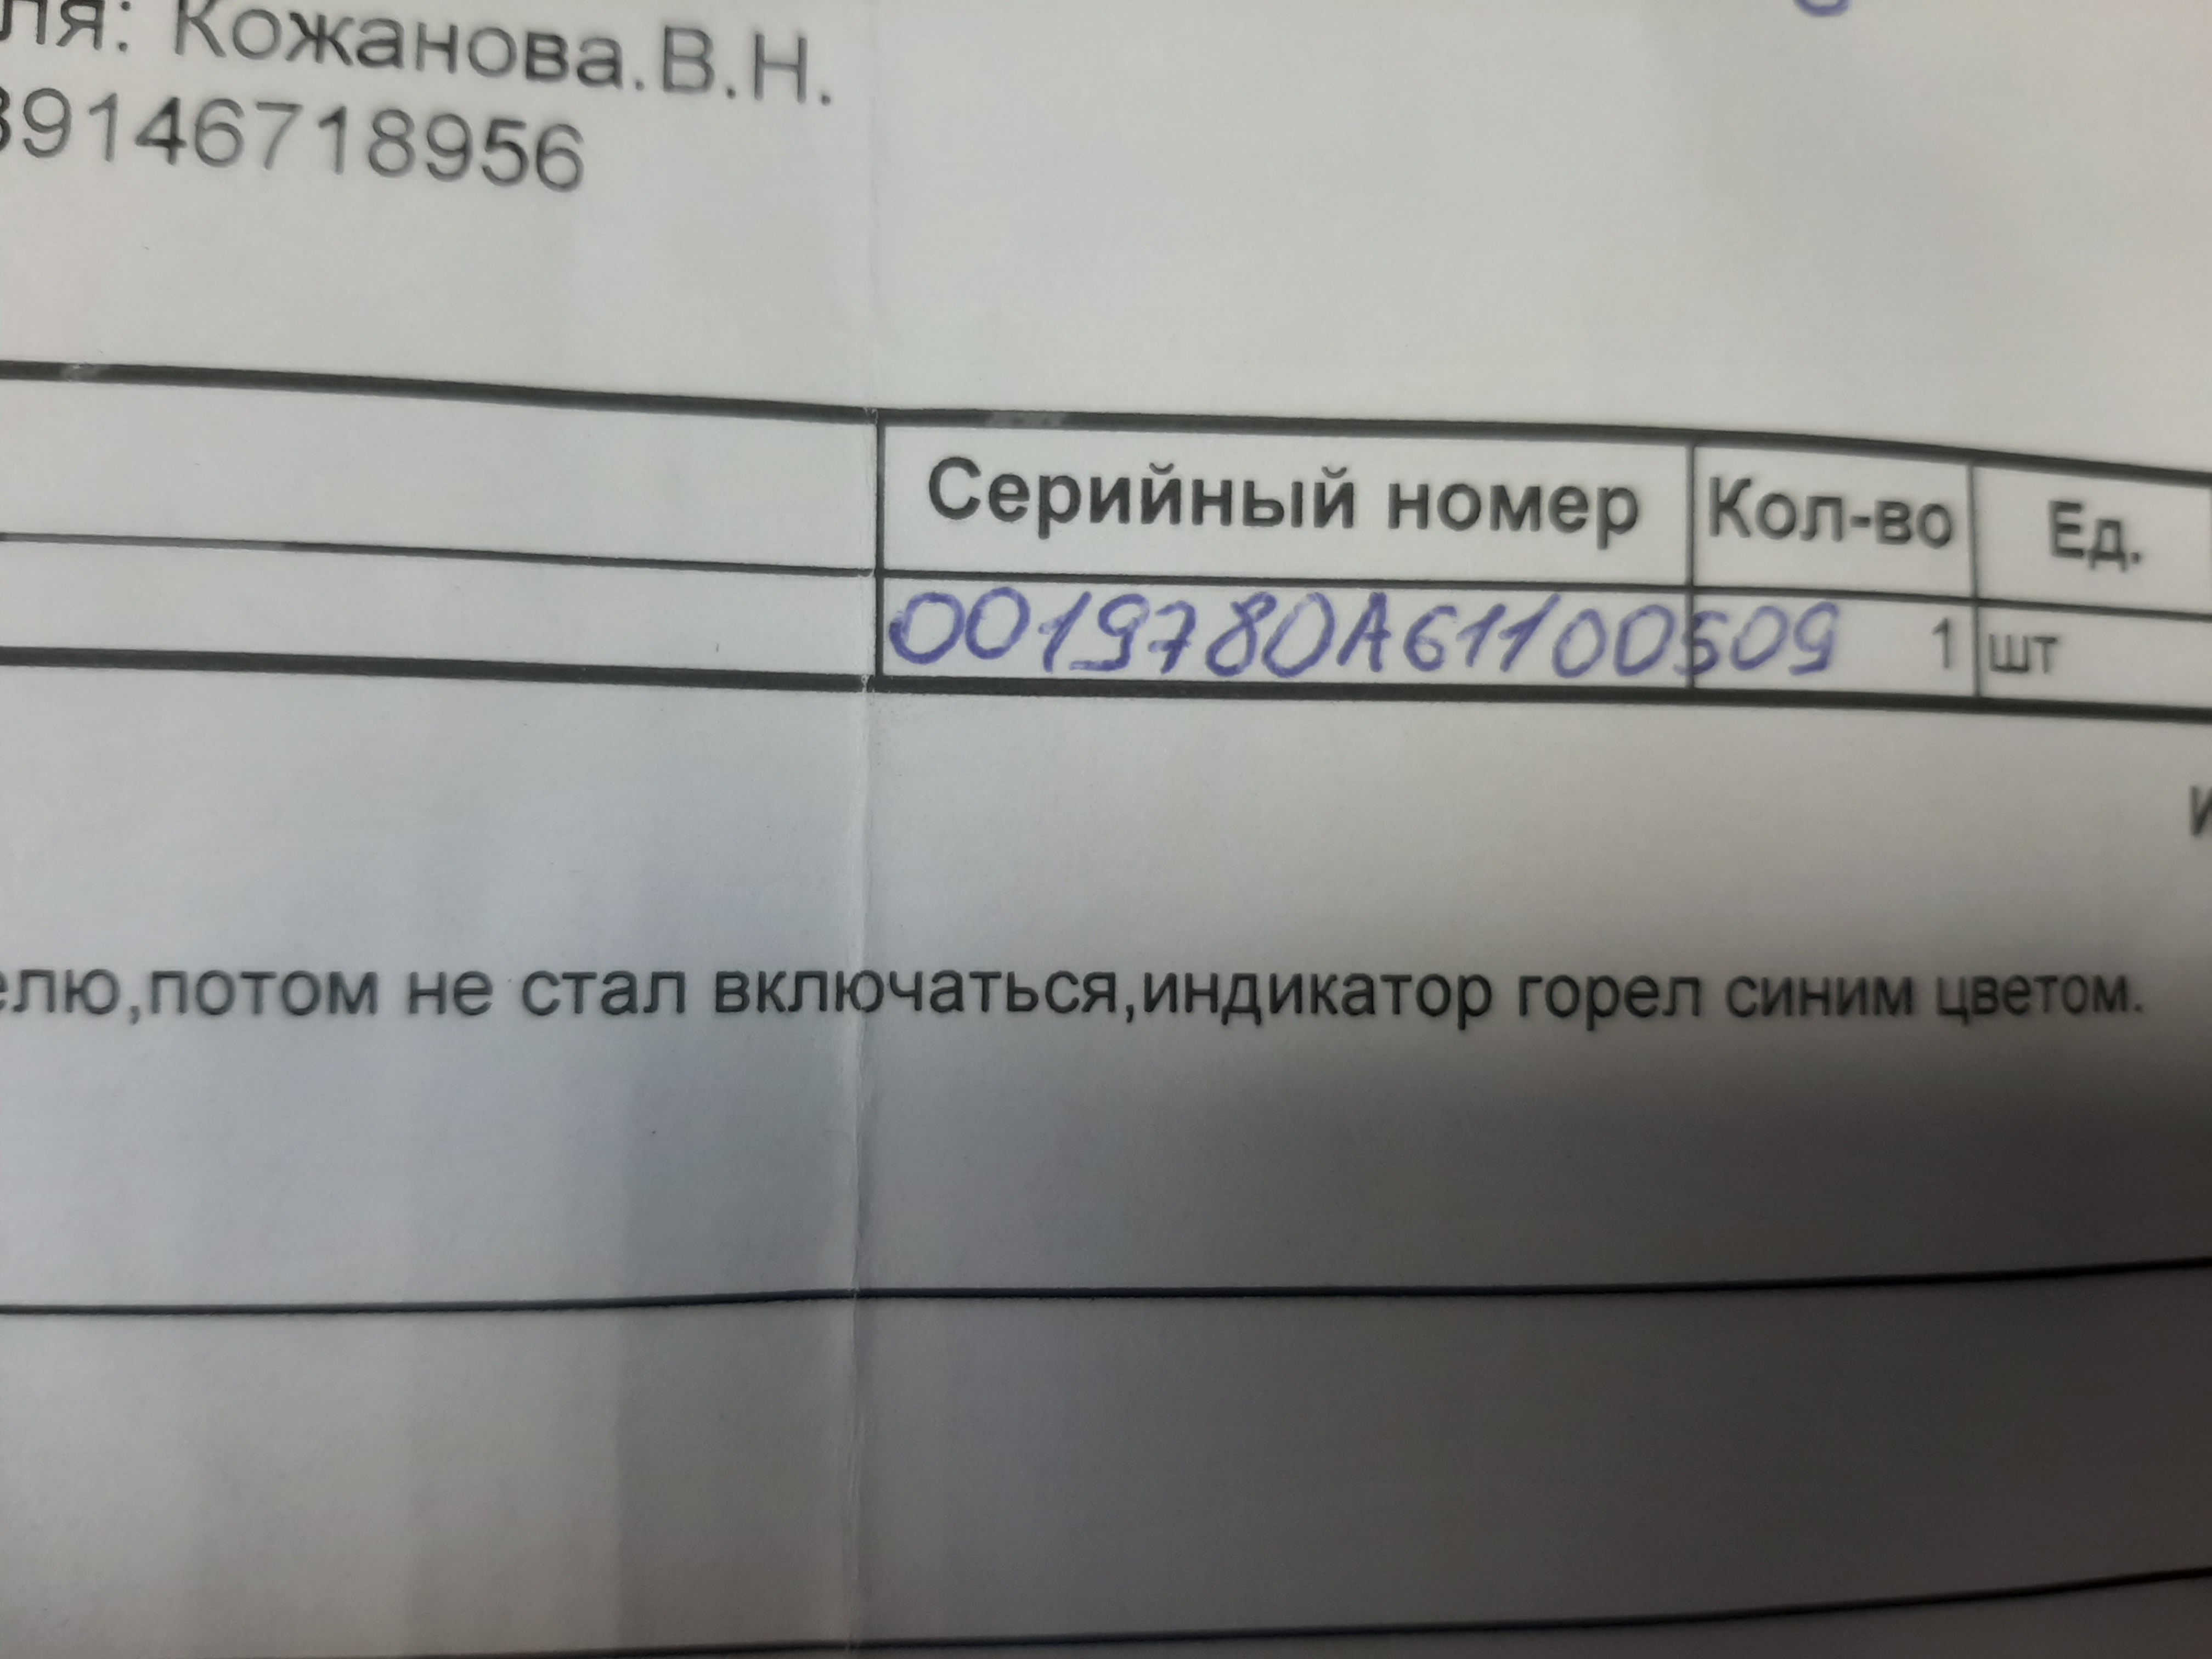 ля: Кожанова.В.Н.
89146718956
Серийный номер Кол-во Ед.
0019780A61100509 1 шт
елю,потом не стал включаться,индикатор горел синим цветом.